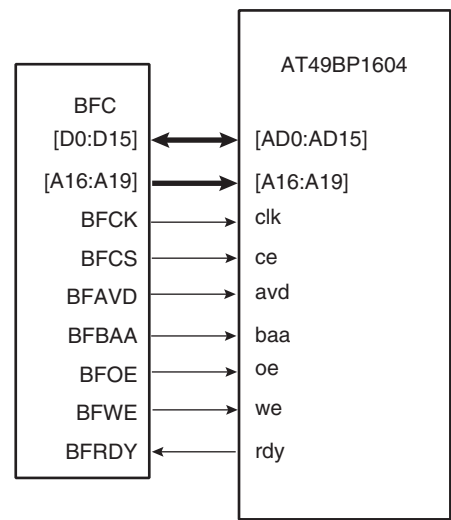 AT49BP1604
BFC
[D0:D15] [AD0:AD15]
[A16:A19] [A16:A19]
BFCK clk
BFCS ce
BFAVD avd
BFBAA baa
BFOE oe
BFWE we
BFRDY rdy